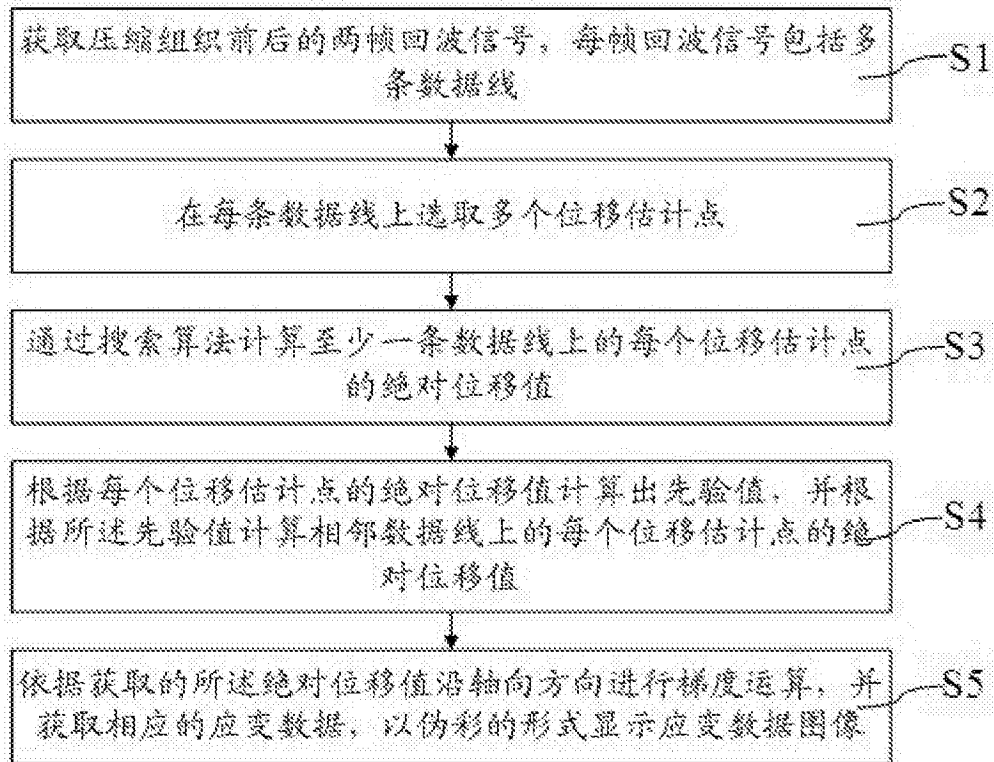 获取压缩组织前后的两帧回波信号，每帧回波信号包括多
条数据线
S1
在每条数据线上选取多个位移估计点
S2
通过搜索算法计算至少一条数据线上的每个位移估计点
的绝对位移值
S3
根据每个位移估计点的绝对位移值计算出先验值，并根
据所述先验值计算相邻数据线上的每个位移估计点的绝
对位移值
S4
依据获取的所述绝对位移值沿轴向方向进行梯度运算，并
获取相应的应变数据，以伪彩的形式显示应变数据图像
S5